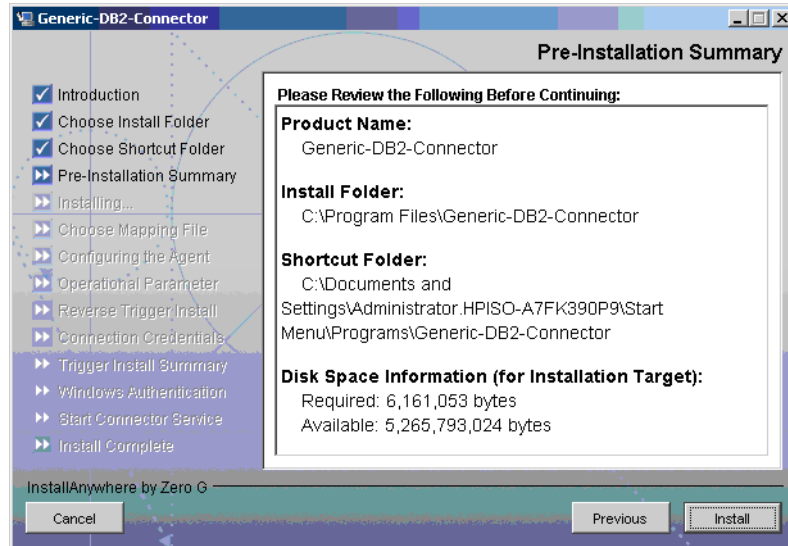 Generic-DB2-Connector
Pre-Installation Summary
Introduction
Choose Install Folder
Choose Shortcut Folder
Pre-Installation Summary
Installing...
Choose Mapping File
Configuring the Agent
Operational Parameter
Reverse Trigger Install
Connection Credentials
Trigger Install Summary
Windows Authentication
Start Connector Service
Install Complete
Please Review the Following Before Continuing:
Product Name:
Generic-DB2-Connector
Install Folder:
C:\Program Files\Generic-DB2-Connector
Shortcut Folder:
C:\Documents and
Settings\Administrator.HPISO-A7FK390P9\Start
Menu\Programs\Generic-DB2-Connector
Disk Space Information (for Installation Target):
Required: 6,161,053 bytes
Available: 5,265,793,024 bytes
InstallAnywhere by Zero G
Cancel
Previous
Install